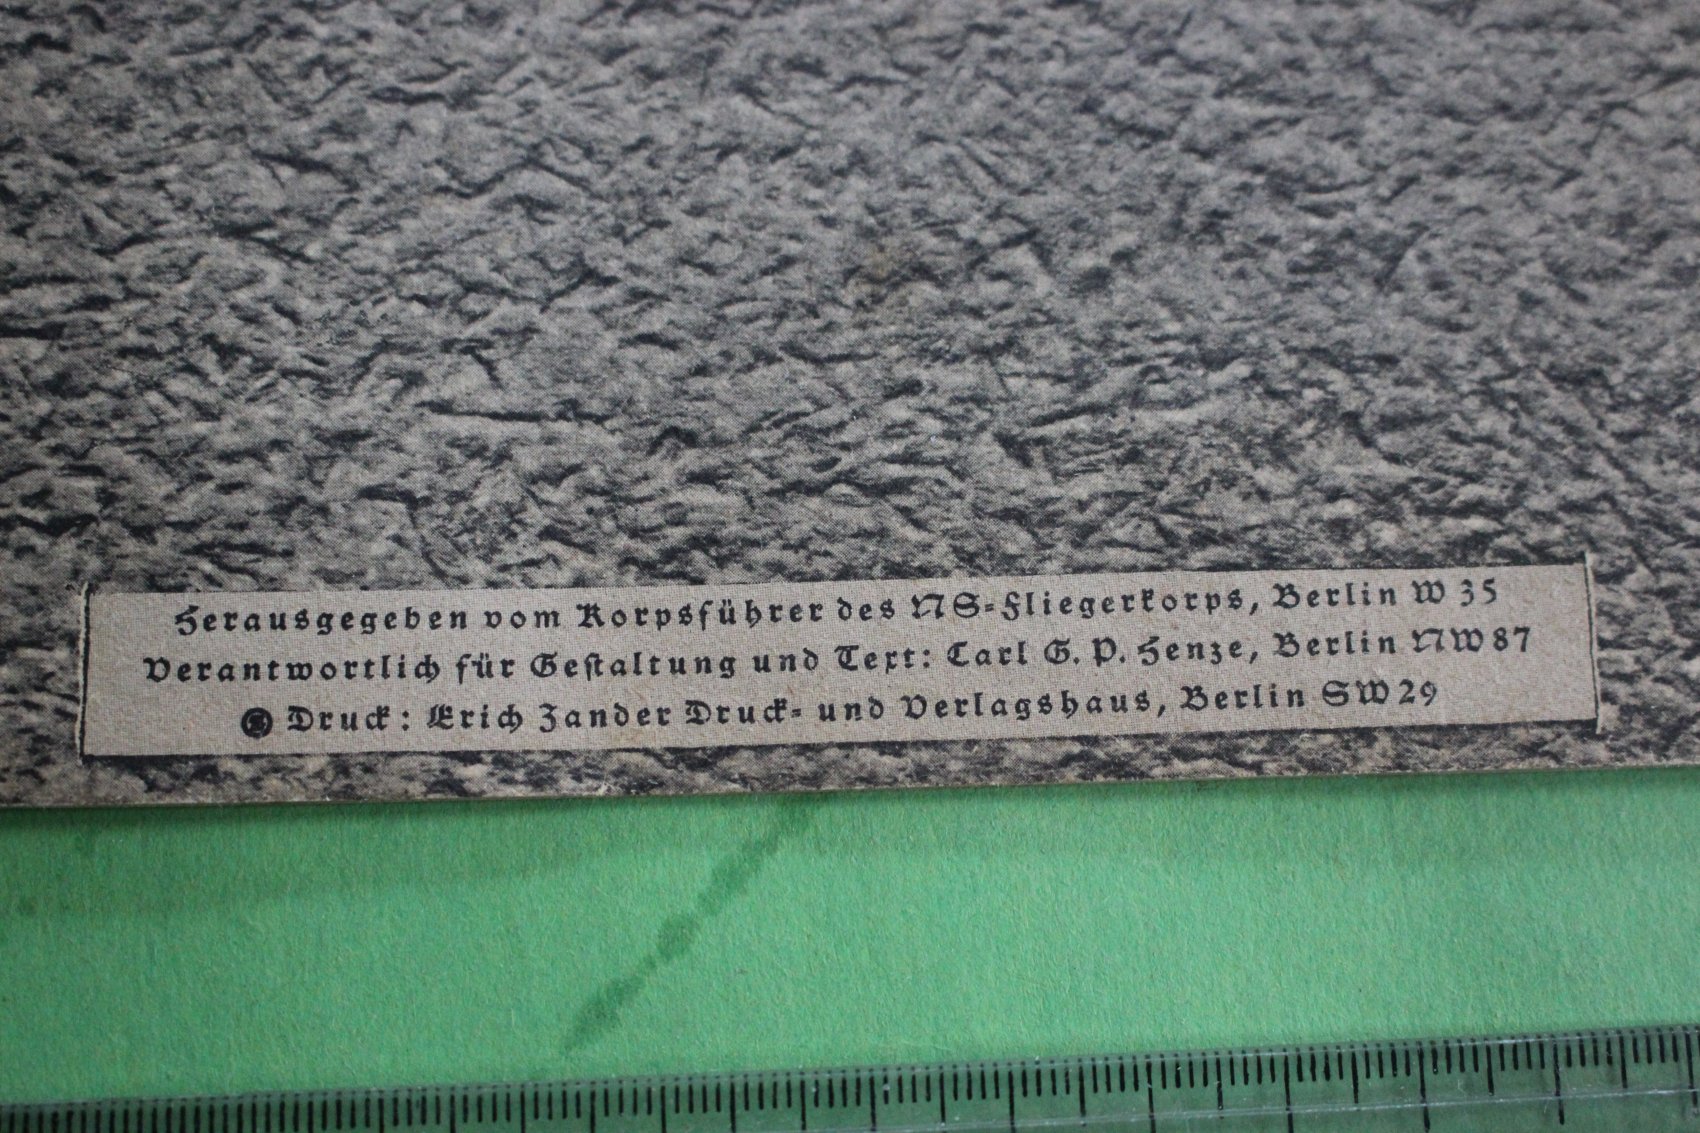 Herausgegeben vom Korpsführer des NS-Fliegerkorps, Berlin W 35
Verantwortlich für Gestaltung und Text: Carl G. P. Henze, Berlin NW 87
Druck: Erich Zander Druck- und Verlagshaus, Berlin SW 29